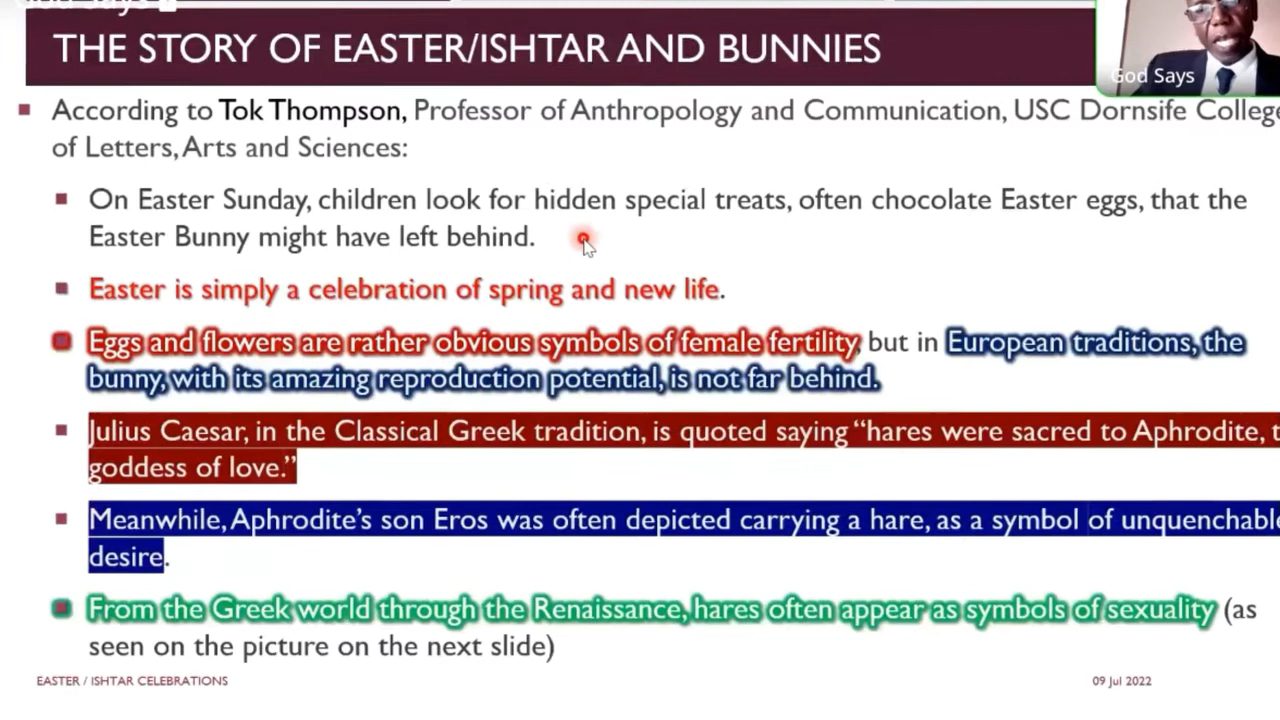 THE STORY OF EASTER/ISHTAR AND BUNNIES
God Says
According to Tok Thompson, Professor of Anthropology and Communication, USC Dornsife College
of Letters, Arts and Sciences:
On Easter Sunday, children look for hidden special treats, often chocolate Easter eggs, that the
Easter Bunny might have left behind.
Easter is simply a celebration of spring and new life.
Eggs and flowers are rather obvious symbols of female fertility, but in European traditions, the
bunny, with its amazing reproduction potential, is not far behind.
Julius Caesar, in the Classical Greek tradition, is quoted saying “hares were sacred to Aphrodite, t
goddess of love.”
Meanwhile, Aphrodite’s son Eros was often depicted carrying a hare, as a symbol of unquenchable
desire.
From the Greek world through the Renaissance, hares often appear as symbols of sexuality (as
seen on the picture on the next slide)
EASTER / ISHTAR CELEBRATIONS
09 Jul 2022